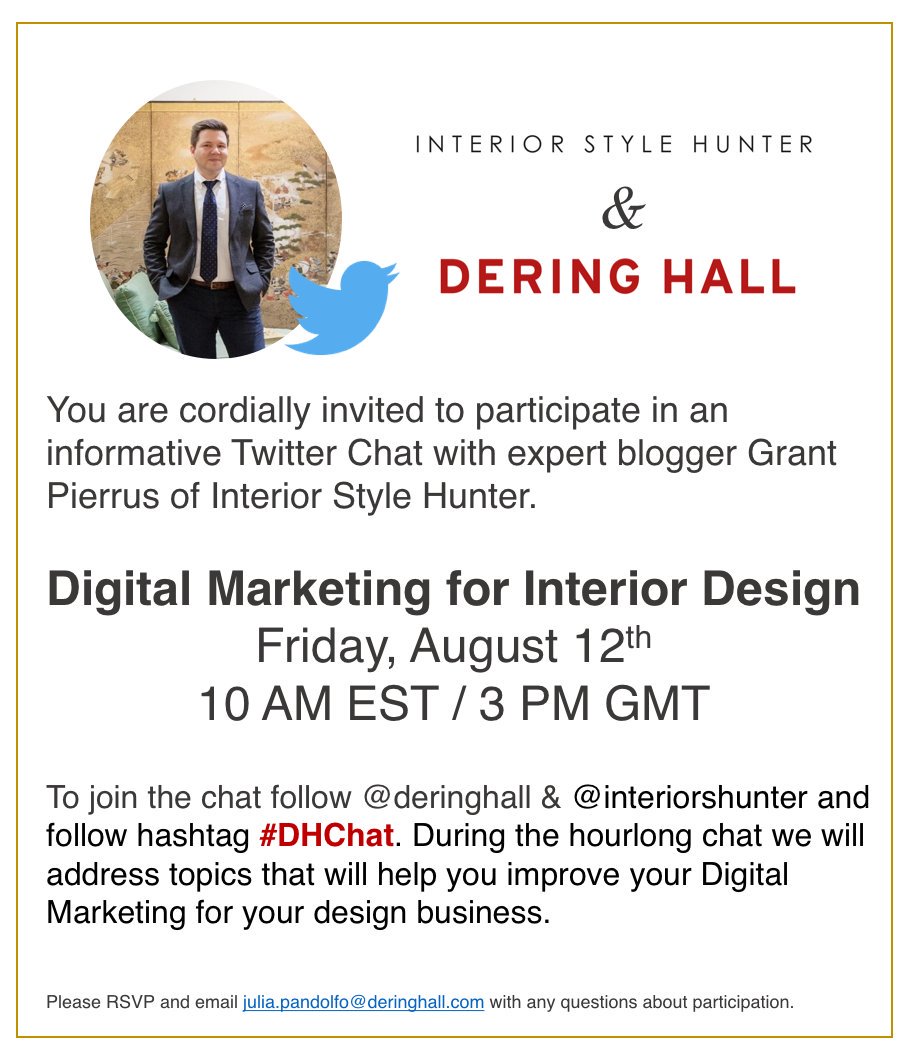 INTERIOR STYLE HUNTER
&
DERING HALL
You are cordially invited to participate in an
informative Twitter Chat with expert blogger Grant
Pierrus of Interior Style Hunter.
Digital Marketing for Interior Design
Friday, August 12th
10 AM EST / 3 PM GMT
To join the chat follow @deringhall & @interiorshunter and
follow hashtag #DHChat. During the hourlong chat we will
address topics that will help you improve your Digital
Marketing for your design business.
Please RSVP and email julia.pandolfo@deringhall.com with any questions about participation.